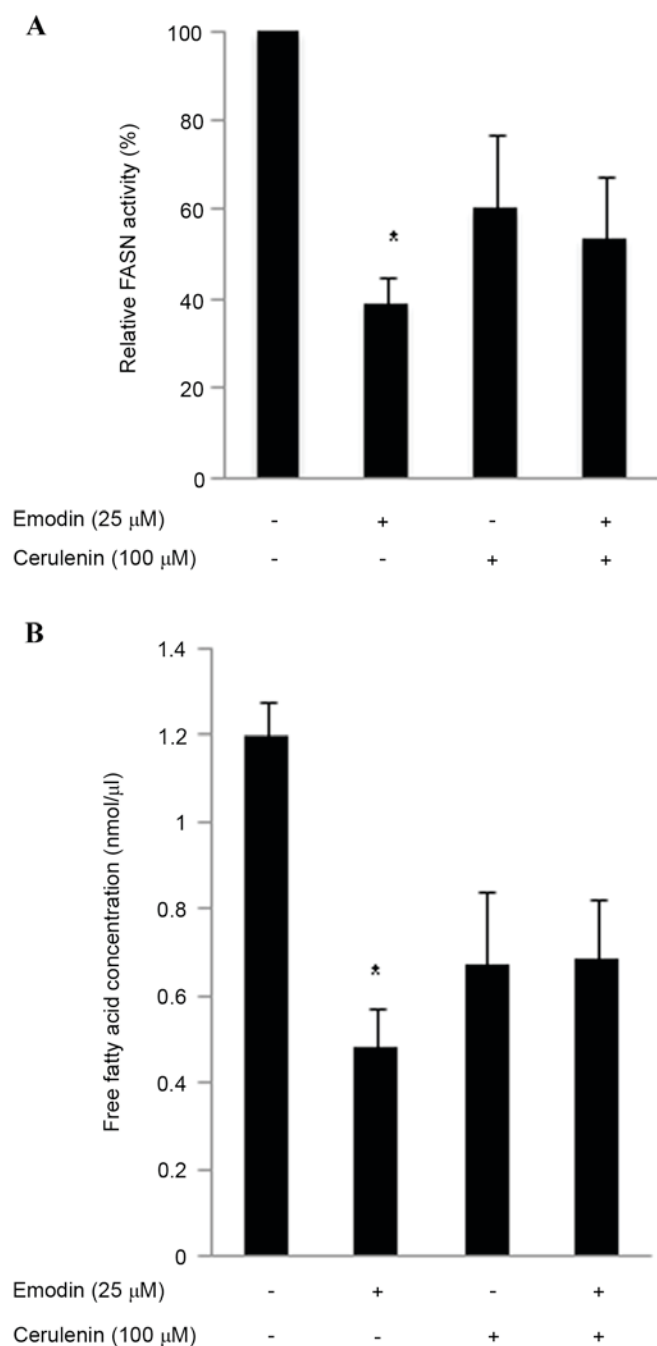 A
100
80
60
40
20
0
Relative FASN activity (%)
*
Emodin (25 μM) - + - +
Cerulenin (100 μM) - - + +
B
1.4
1.2
1
0.8
0.6
0.4
0.2
0
Free fatty acid concentration (nmol/μl)
*
Emodin (25 μM) - + - +
Cerulenin (100 μM) - - + +